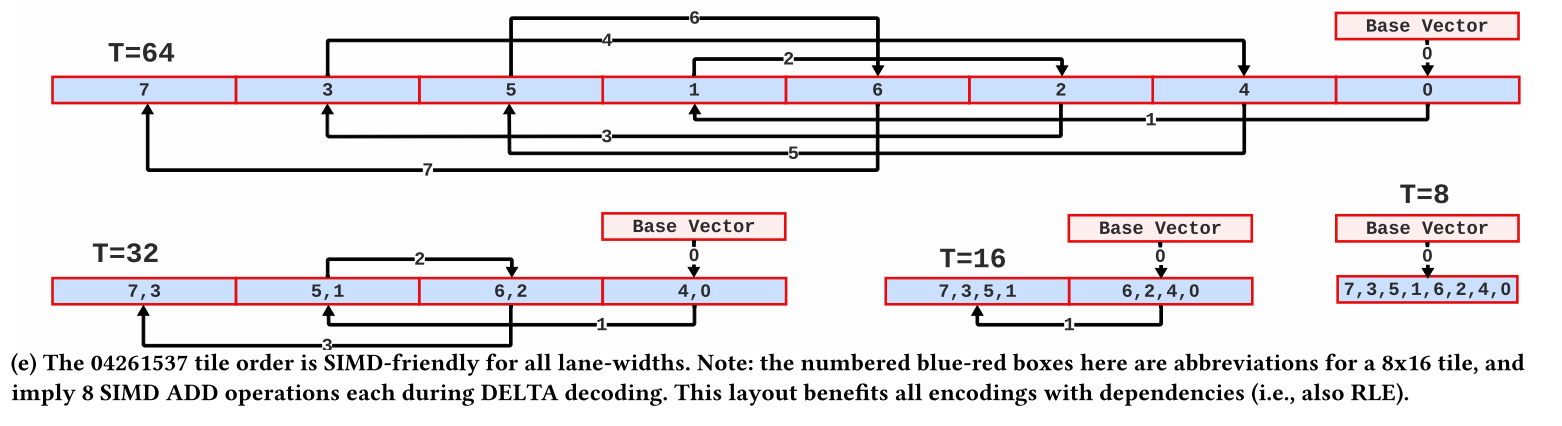 6
Base Vector
4
T=64
2
0
7 3 5 1 6 2 4 0
1
3
5
7
T=8
Base Vector Base Vector Base Vector
T=32 2 0 T=16 0 0
7,3 5,1 6,2 4,0 7,3,5,1 6,2,4,0 7,3,5,1,6,2,4,0
1 1
3
(e) The 04261537 tile order is SIMD-friendly for all lane-widths. Note: the numbered blue-red boxes here are abbreviations for a 8x16 tile, and
imply 8 SIMD ADD operations each during DELTA decoding. This layout benefits all encodings with dependencies (i.e., also RLE).